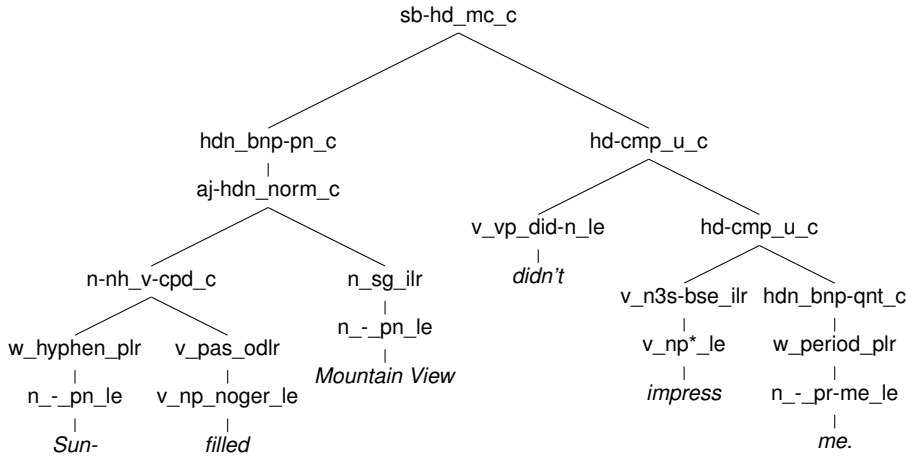 sb-hd_mc_c
hdn_bnp-pn_c hd-cmp_u_c
aj-hdn_norm_c
v_vp_did-n_le hd-cmp_u_c
n-nh_v-cpd_c n_sg_ilr didn't
v_n3s-bse_ilr hdn_bnp-qnt_c
n_-_pn_le
w_hyphen_plr v_pas_odlr v_np*_le w_period_plr
Mountain View
n_-_pn_le v_np_noger_le impress n_-_pr-me_le
Sun- filled me.